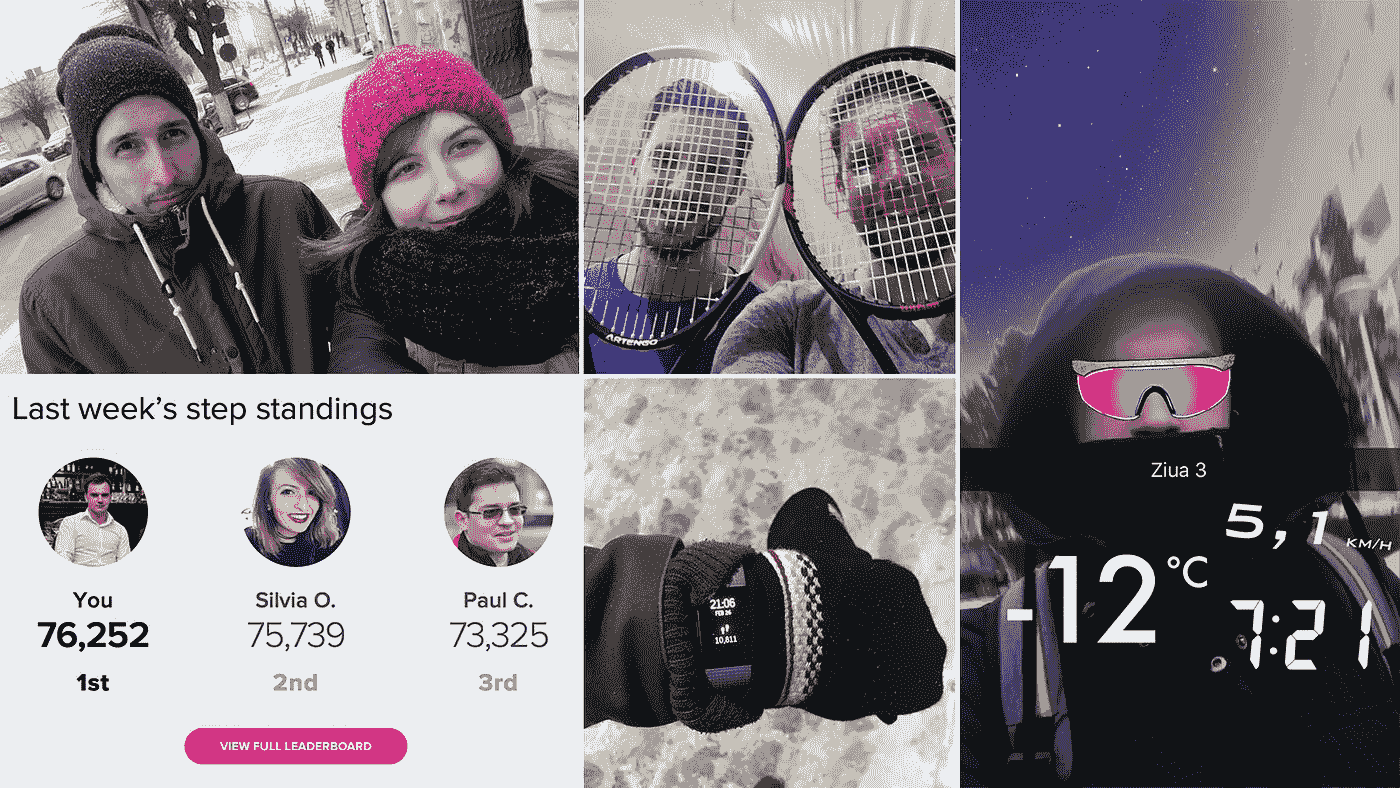 ARTENGO
Last week's step standings
You
Silvia O.
Paul C.
76,252
75,739
73,325
1st
2nd
3rd
VIEW FULL LEADERBOARD
21:06
FEB 26
10,811
Ziua 3
5,1 KM/H
-12 °C
7:21